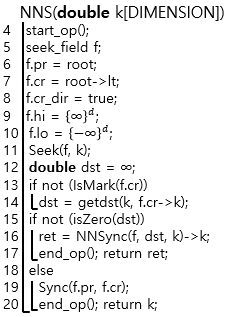 NNS(double k[DIMENSION])
4 start_op();
5 seek_field f;
6 f.pr = root;
7 f.cr = root->lt;
8 f.cr_dir = true;
9 f.hi = {∞}ᵈ;
10 f.lo = {−∞}ᵈ;
11 Seek(f, k);
12 double dst = ∞;
13 if not (IsMark(f.cr))
14 dst = getdst(k, f.cr->k);
15 if not (isZero(dst))
16 ret = NNSync(f, dst, k)->k;
17 end_op(); return ret;
18 else
19 Sync(f.pr, f.cr);
20 end_op(); return k;